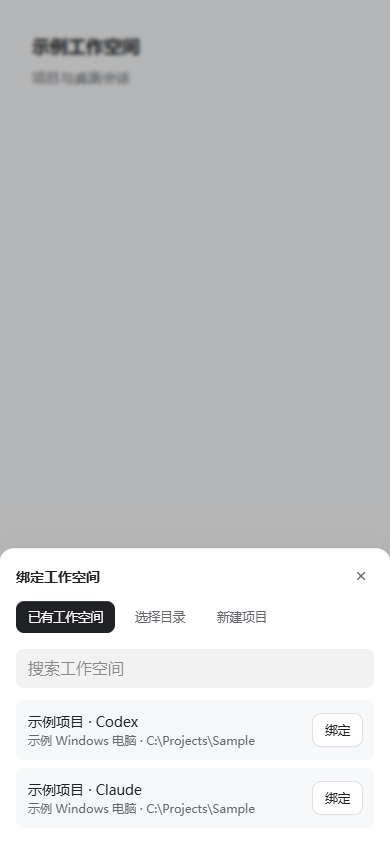 示例工作空间
项目与桌面会话
绑定工作空间
已有工作空间 选择目录 新建项目
搜索工作空间
示例项目 · Codex
示例 Windows 电脑 · C:\Projects\Sample
绑定
示例项目 · Claude
示例 Windows 电脑 · C:\Projects\Sample
绑定